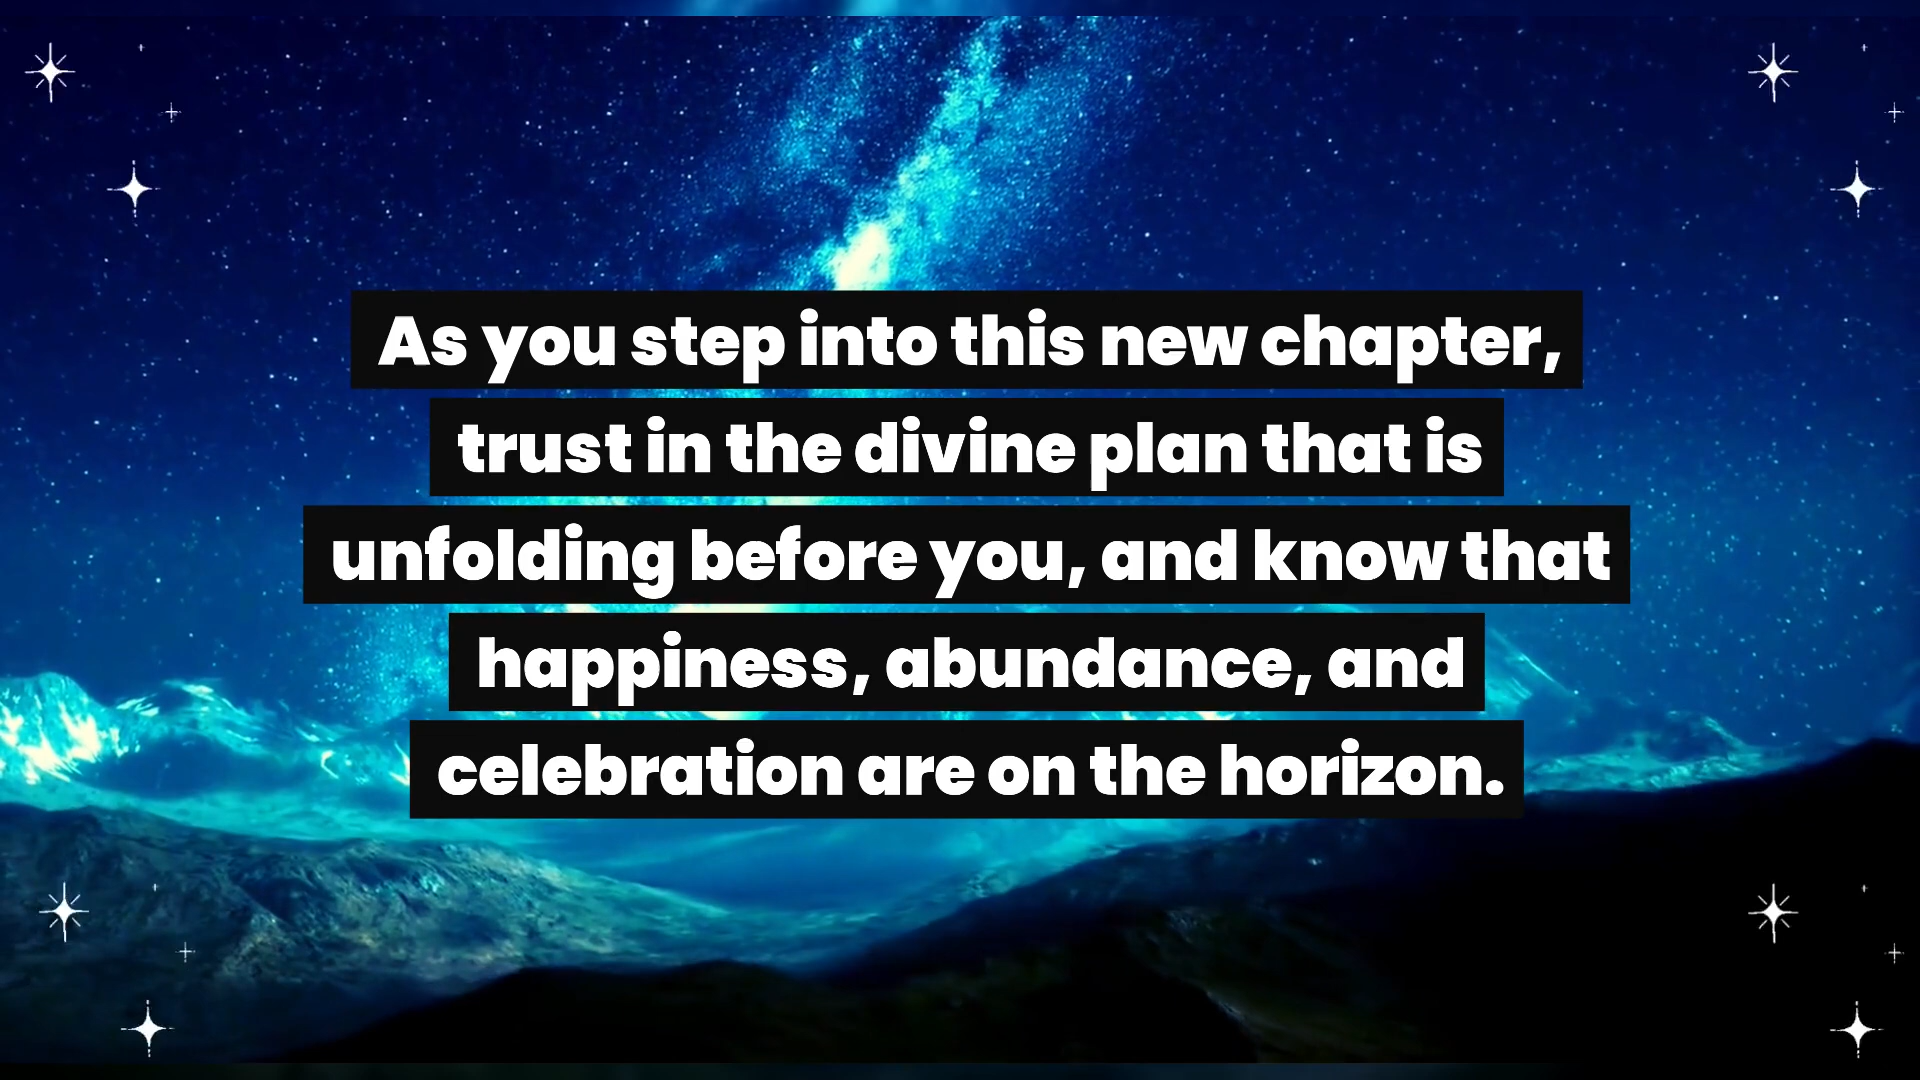 As you step into this new chapter,
trust in the divine plan that is
unfolding before you, and know that
happiness, abundance, and
celebration are on the horizon.